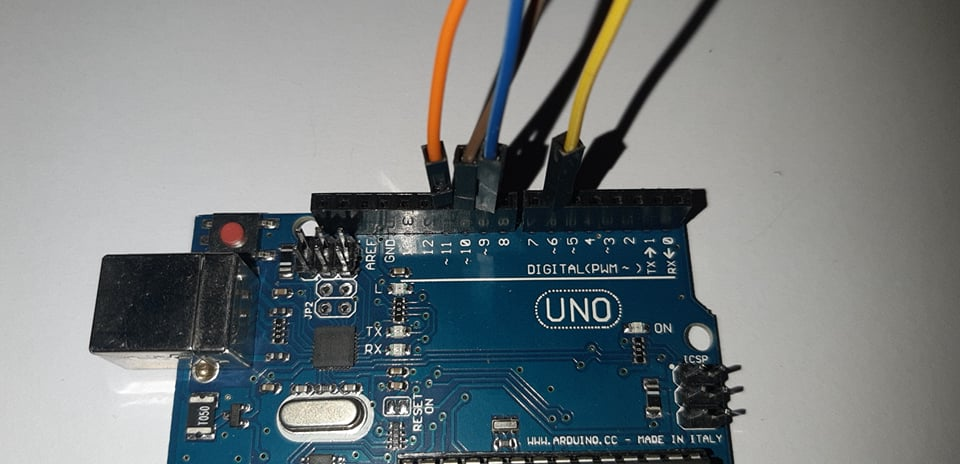 AREF
GND
12
~11
~10
~9
8
7
~6
~5
4
~3
2
TX→1
RX←0
DIGITAL(PWM ~)
UNO
JP2
L
TX
RX
ON
ICSP
RESET
ON
T050
WWW.ARDUINO.CC - MADE IN ITALY